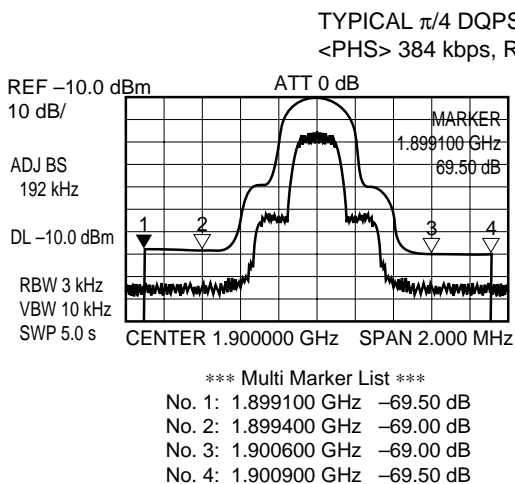 TYPICAL π/4 DQPS
<PHS> 384 kbps, R
REF –10.0 dBm
ATT 0 dB
10 dB/
MARKER
1.899100 GHz
69.50 dB
ADJ BS
192 kHz
1 2 3 4
DL –10.0 dBm
RBW 3 kHz
VBW 10 kHz
SWP 5.0 s
CENTER 1.900000 GHz SPAN 2.000 MHz
*** Multi Marker List ***
No. 1: 1.899100 GHz –69.50 dB
No. 2: 1.899400 GHz –69.00 dB
No. 3: 1.900600 GHz –69.00 dB
No. 4: 1.900900 GHz –69.50 dB